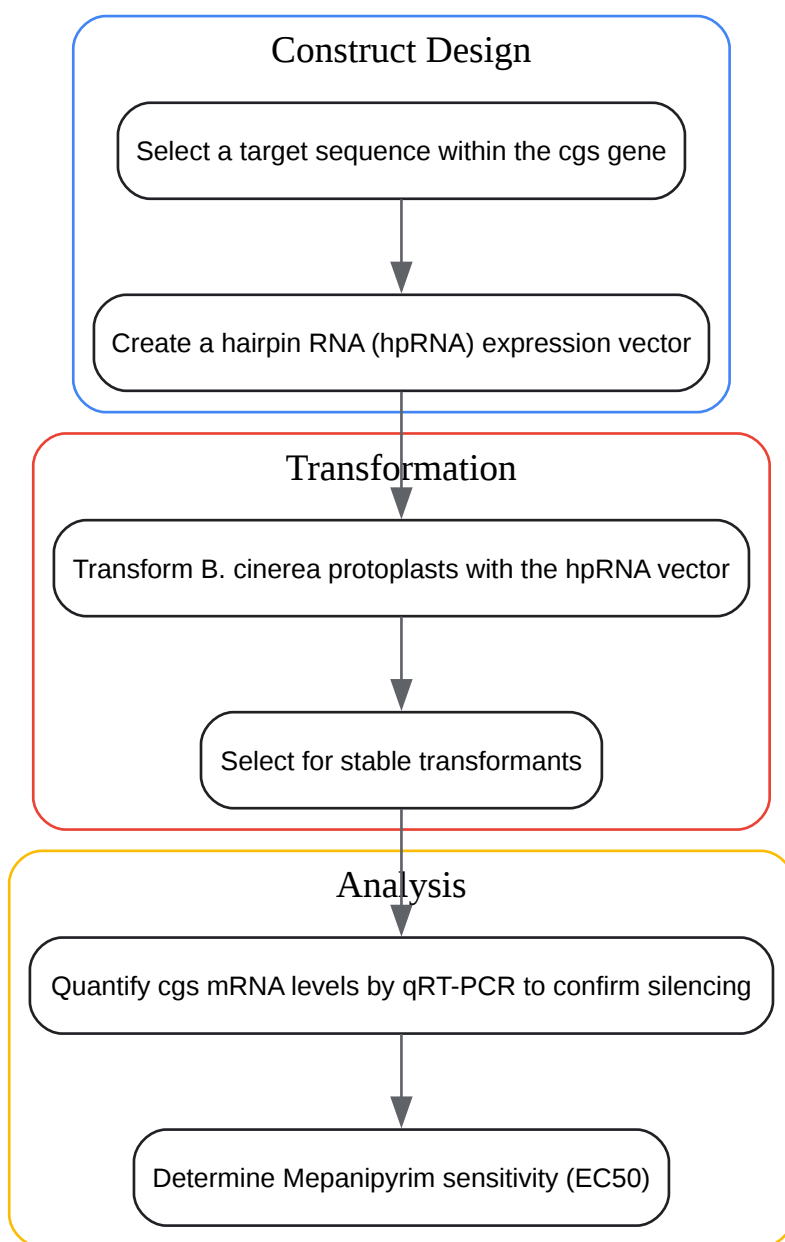 Construct Design
Select a target sequence within the cgs gene
Create a hairpin RNA (hpRNA) expression vector
Transformation
Transform B. cinerea protoplasts with the hpRNA vector
Select for stable transformants
Analysis
Quantify cgs mRNA levels by qRT-PCR to confirm silencing
Determine Mepanipyrim sensitivity (EC50)